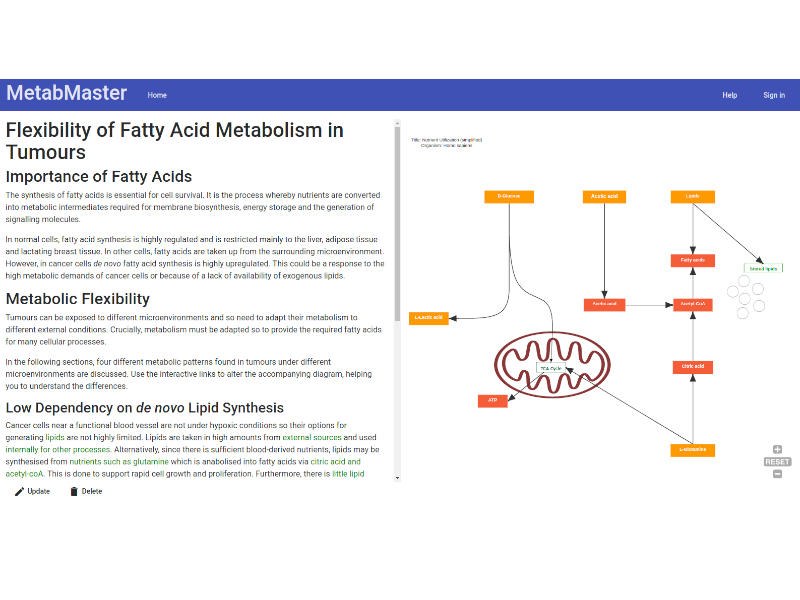 MetabMaster
Home
Help
Sign in
Flexibility of Fatty Acid Metabolism in
Tumours
Importance of Fatty Acids
The synthesis of fatty acids is essential for cell survival. It is the process whereby nutrients are converted
into metabolic intermediates required for membrane biosynthesis, energy storage and the generation of
signalling molecules.
In normal cells, fatty acid synthesis is highly regulated and is restricted mainly to the liver, adipose tissue
and lactating breast tissue. In other cells, fatty acids are taken up from the surrounding microenvironment.
However, in cancer cells de novo fatty acid synthesis is highly upregulated. This could be a response to the
high metabolic demands of cancer cells or because of a lack of availability of exogenous lipids.
Metabolic Flexibility
Tumours can be exposed to different microenvironments and so need to adapt their metabolism to
different external conditions. Crucially, metabolism must be adapted so to provide the required fatty acids
for many cellular processes.
In the following sections, four different metabolic patterns found in tumours under different
microenvironments are discussed. Use the interactive links to alter the accompanying diagram, helping
you to understand the differences.
Low Dependency on de novo Lipid Synthesis
Cancer cells near a functional blood vessel are not under hypoxic conditions so their options for
generating lipids are not highly limited. Lipids are taken in high amounts from external sources and used
internally for other processes. Alternatively, since there is sufficient blood-derived nutrients, lipids may be
synthesised from nutrients such as glutamine which is anabolised into fatty acids via citric acid and
acetyl-coA. This is done to support rapid cell growth and proliferation. Furthermore, there is little lipid
Update
Delete
Title: Nutrient Utilization (simplified)
Organism: Homo sapiens
D-Glucose
Acetic acid
Lipids
Fatty acids
Stored lipids
Acetic acid
Acetyl-CoA
L-Lactic acid
TCA Cycle
Citric acid
ATP
L-Glutamine
RESET